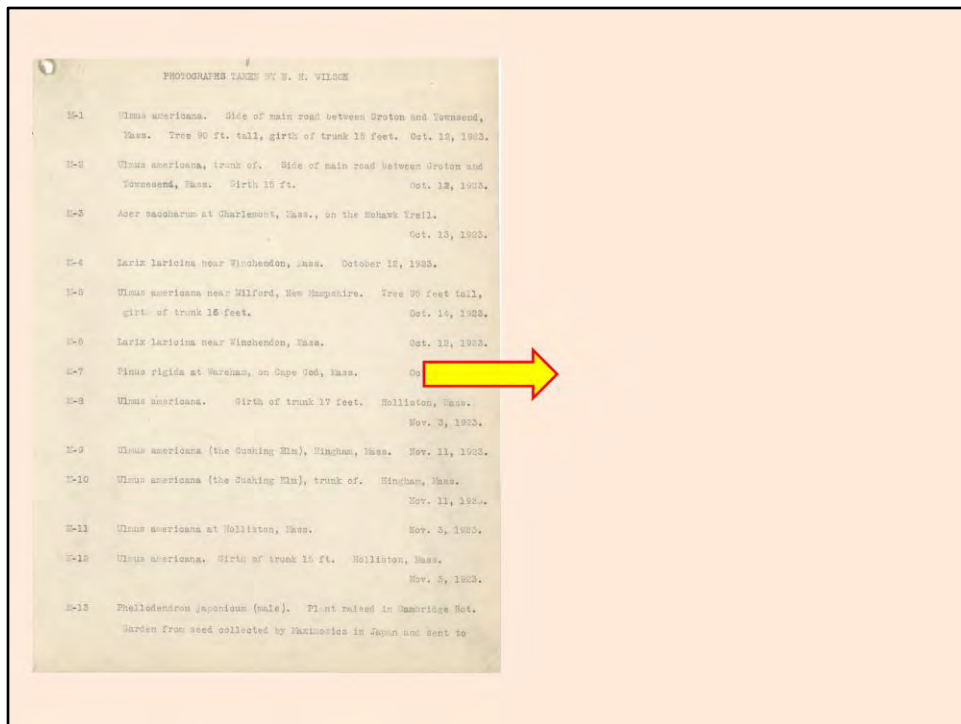 PHOTOGRAPHS TAKEN BY E. H. WILSON
M-1 Ulmus americana. Side of main road between Groton and Townsend,
Mass. Tree 90 ft. tall, girth of trunk 15 feet. Oct. 12, 1923.
M-2 Ulmus americana, trunk of. Side of main road between Groton and
Townesend, Mass. Girth 15 ft. Oct. 12, 1923.
M-3 Acer saccharum at Charlemont, Mass., on the Mohawk Trail.
Oct. 13, 1923.
M-4 Larix laricina near Winchendon, Mass. October 12, 1923.
M-5 Ulmus americana near Milford, New Hampshire. Tree feet tall,
girth of trunk 15 feet. Oct. 14, 1923.
M-6 Larix laricina near Winchendon, Mass. Oct. 12, 1923.
M-7 Pinus rigida at Wareham, on Cape Cod, Mass. Oc
M-8 Ulmus americana. Girth of trunk 17 feet. Holliston, Mass.
Nov. 3, 1923.
M-9 Ulmus americana (the Cushing Elm), Hingham, Mass. Nov. 11, 1923.
M-10 Ulmus americana (the Cushing Elm), trunk of. Hingham, Mass.
Nov. 11, 1923.
M-11 Ulmus americana at Holliston, Mass. Nov. 3, 1923.
M-12 Ulmus americana. Girth of trunk 15 ft. Holliston, Mass.
Nov. 3, 1923.
M-13 Phellodendron japonicum (male). Plant raised in Cambridge Bot.
Garden from seed collected by Maximowics in Japan and sent to